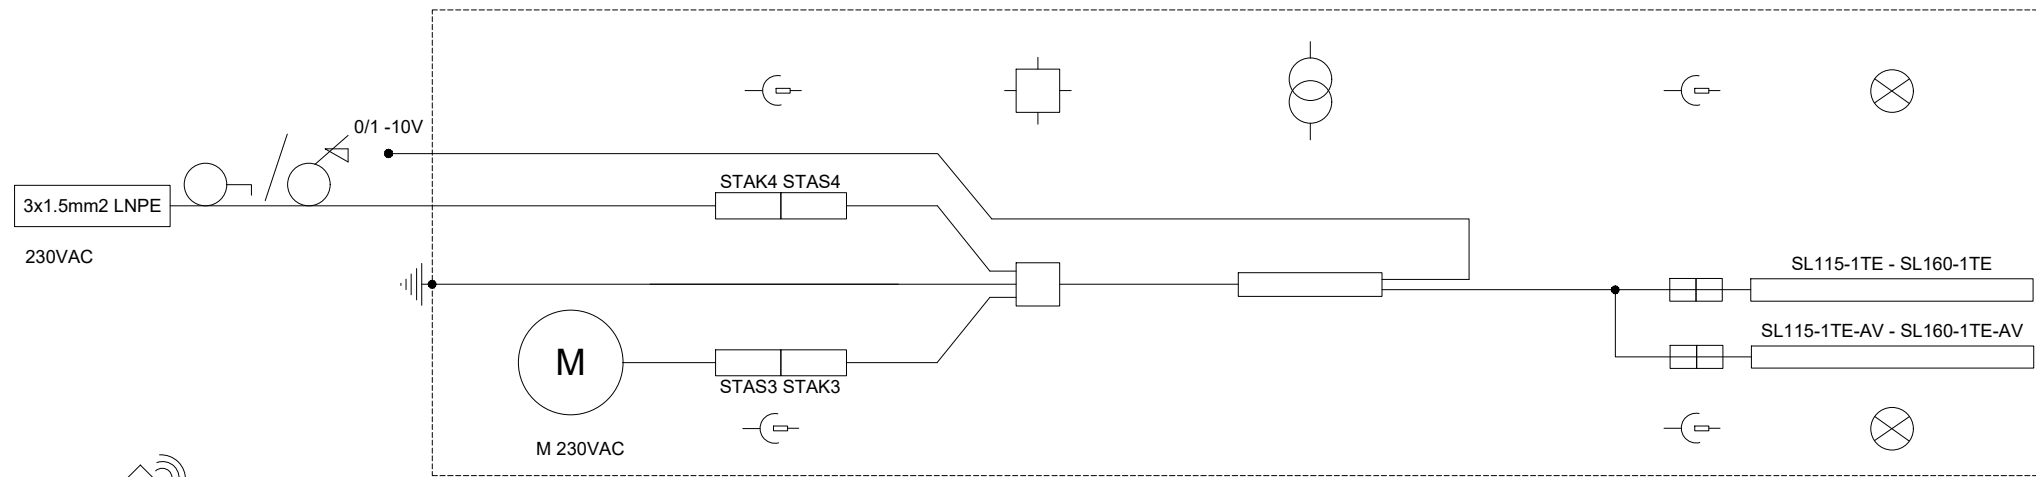 0/1 -10V
STAK4 STAS4
3x1.5mm2 LNPE
230VAC
SL115-1TE - SL160-1TE
SL115-1TE-AV - SL160-1TE-AV
M
STAS3 STAK3
M 230VAC